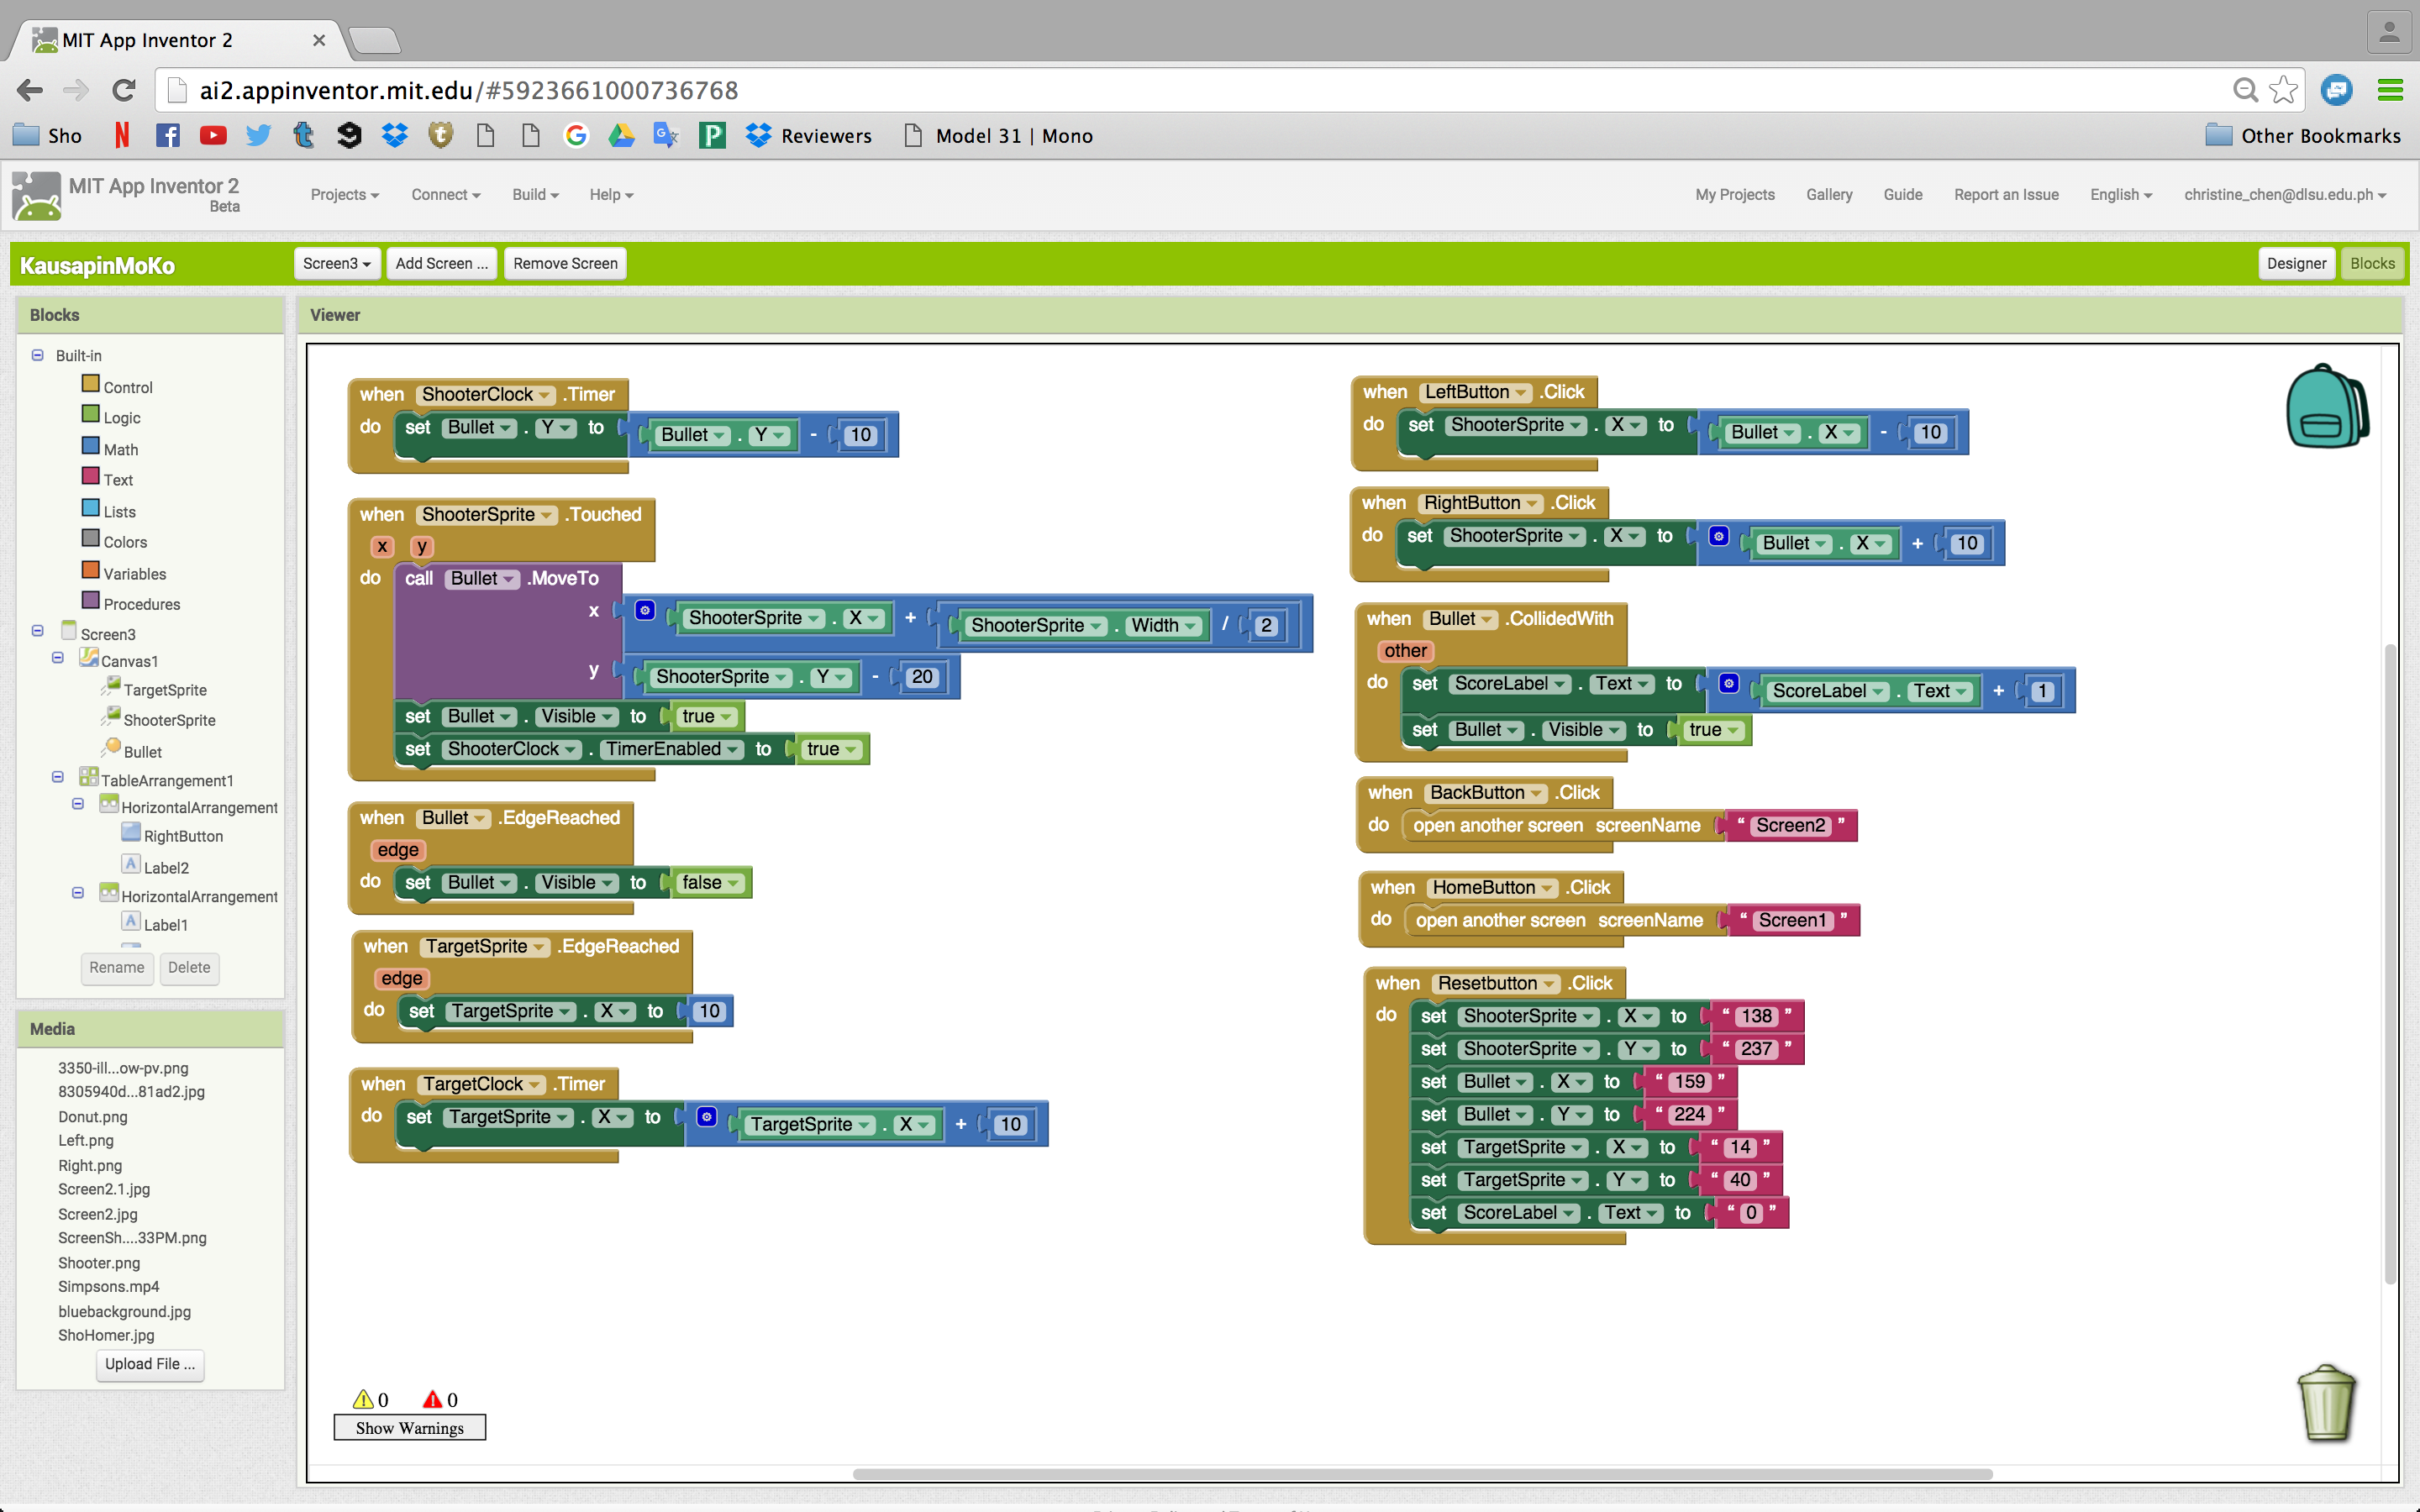 MIT App Inventor 2
ai2.appinventor.mit.edu/#5923661000736768
Sho Reviewers Model 31 | Mono Other Bookmarks
MIT App Inventor 2
Beta
Projects Connect Build Help My Projects Gallery Guide Report an Issue English christine_chen@dlsu.edu.ph
KausapinMoKo Screen3 Add Screen ... Remove Screen Designer Blocks
Blocks
Built-in
Control
Logic
Math
Text
Lists
Colors
Variables
Procedures
Screen3
Canvas1
TargetSprite
ShooterSprite
Bullet
TableArrangement1
HorizontalArrangement
RightButton
Label2
HorizontalArrangement
Label1
Rename Delete
Media
3350-ill...ow-pv.png
8305940d...81ad2.jpg
Donut.png
Left.png
Right.png
Screen2.1.jpg
Screen2.jpg
ScreenSh....33PM.png
Shooter.png
Simpsons.mp4
bluebackground.jpg
ShoHomer.jpg
Upload File ...
Viewer
when ShooterClock .Timer
do set Bullet . Y to Bullet . Y - 10
when ShooterSprite .Touched
x y
do call Bullet .MoveTo
x ShooterSprite . X + ShooterSprite . Width / 2
y ShooterSprite . Y - 20
set Bullet . Visible to true
set ShooterClock . TimerEnabled to true
when Bullet .EdgeReached
edge
do set Bullet . Visible to false
when TargetSprite .EdgeReached
edge
do set TargetSprite . X to 10
when TargetClock .Timer
do set TargetSprite . X to TargetSprite . X + 10
when LeftButton .Click
do set ShooterSprite . X to Bullet . X - 10
when RightButton .Click
do set ShooterSprite . X to Bullet . X + 10
when Bullet .CollidedWith
other
do set ScoreLabel . Text to ScoreLabel . Text + 1
set Bullet . Visible to true
when BackButton .Click
do open another screen screenName “ Screen2 ”
when HomeButton .Click
do open another screen screenName “ Screen1 ”
when Resetbutton .Click
do set ShooterSprite . X to “ 138 ”
set ShooterSprite . Y to “ 237 ”
set Bullet . X to “ 159 ”
set Bullet . Y to “ 224 ”
set TargetSprite . X to “ 14 ”
set TargetSprite . Y to “ 40 ”
set ScoreLabel . Text to “ 0 ”
0 0
Show Warnings